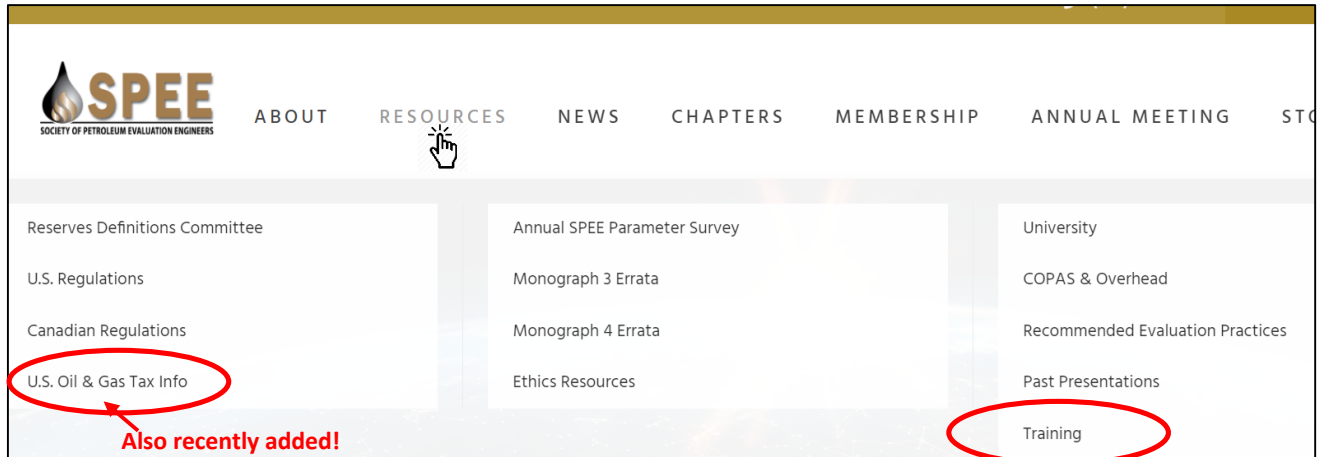 SPEE
SOCIETY OF PETROLEUM EVALUATION ENGINEERS
ABOUT RESOURCES NEWS CHAPTERS MEMBERSHIP ANNUAL MEETING
Reserves Definitions Committee
U.S. Regulations
Canadian Regulations
U.S. Oil & Gas Tax Info
Also recently added!
Annual SPEE Parameter Survey
Monograph 3 Errata
Monograph 4 Errata
Ethics Resources
University
COPAS & Overhead
Recommended Evaluation Practices
Past Presentations
Training